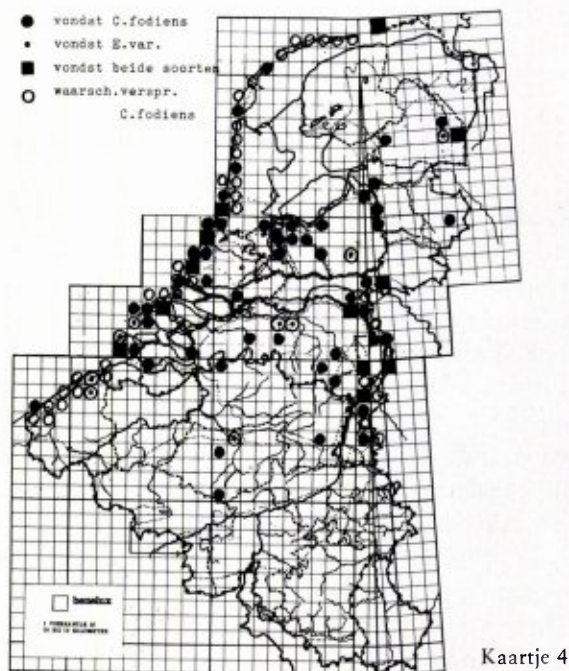 vondst C.fodiens
vondst E.var.
vondst beide soorten
waarsch.verspr.
C.fodiens
benelux
Kaartje 4